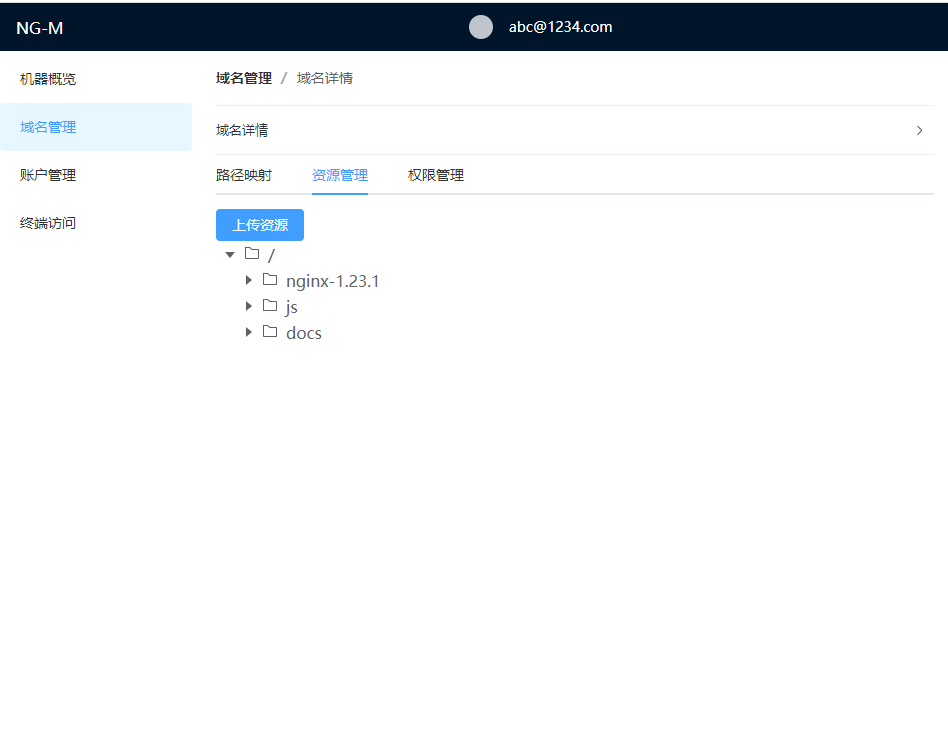 NG-M
abc@1234.com
机器概览
域名管理
账户管理
终端访问
域名管理 / 域名详情
域名详情
路径映射 资源管理 权限管理
上传资源
/
nginx-1.23.1
js
docs